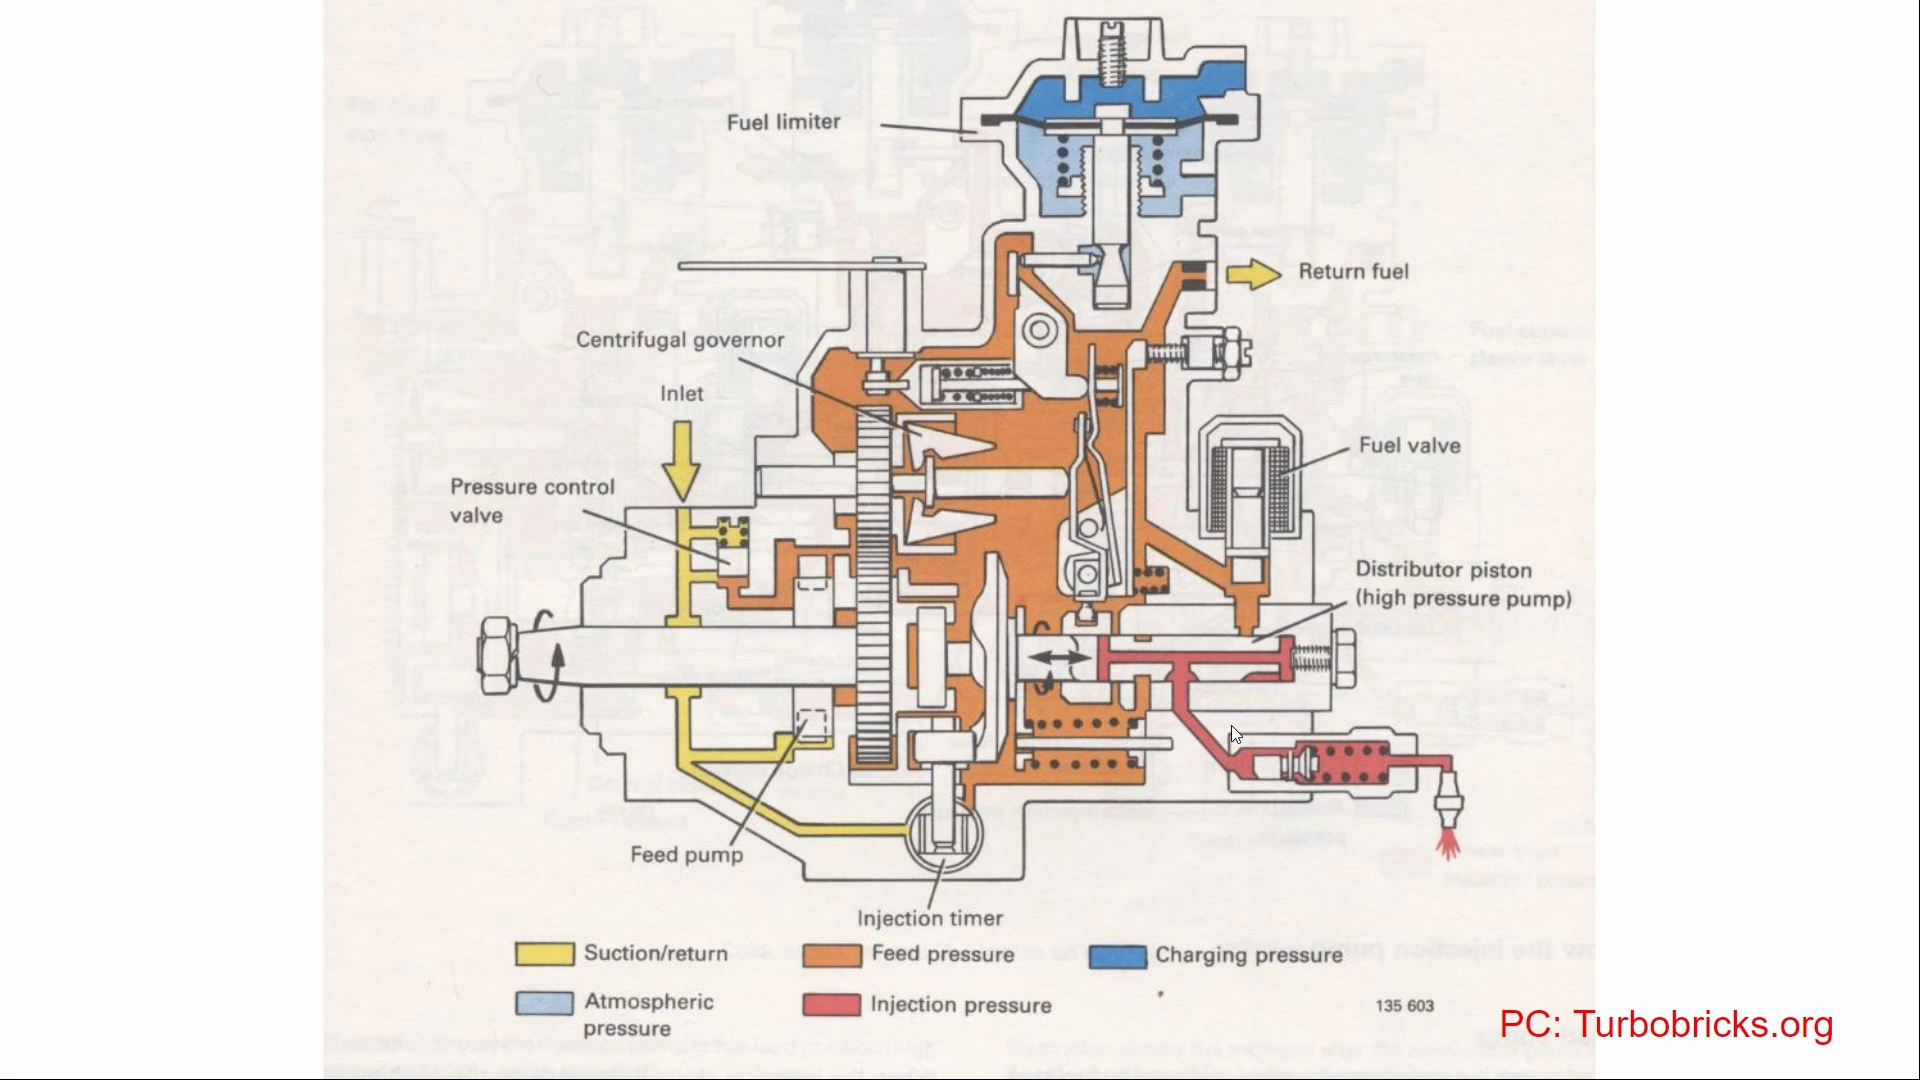 Fuel limiter
Return fuel
Centrifugal governor
Inlet
Fuel valve
Pressure control
valve
Distributor piston
(high pressure pump)
Feed pump
Injection timer
Suction/return
Feed pressure
Charging pressure
Atmospheric
pressure
Injection pressure
135 603
PC: Turbobricks.org